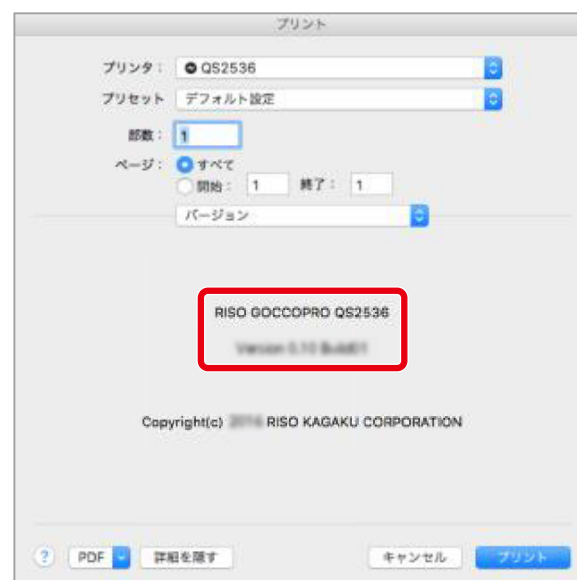 プリント
プリンタ： QS2536
プリセット デフォルト設定
部数： 1
ページ： すべて
開始： 1 終了： 1
バージョン
RISO GOCCOPRO QS2536
Copyright(c) RISO KAGAKU CORPORATION
? PDF 詳細を隠す キャンセル プリント